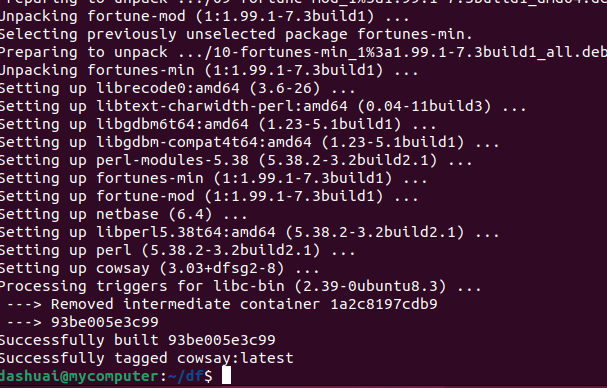 Unpacking fortune-mod (1:1.99.1-7.3build1) ...
Selecting previously unselected package fortunes-min.
Preparing to unpack .../10-fortunes-min_1%3a1.99.1-7.3build1_all.deb
Unpacking fortunes-min (1:1.99.1-7.3build1) ...
Setting up librecode0:amd64 (3.6-26) ...
Setting up libtext-charwidth-perl:amd64 (0.04-11build3) ...
Setting up libgdbm6t64:amd64 (1.23-5.1build1) ...
Setting up libgdbm-compat4t64:amd64 (1.23-5.1build1) ...
Setting up perl-modules-5.38 (5.38.2-3.2build2.1) ...
Setting up fortunes-min (1:1.99.1-7.3build1) ...
Setting up fortune-mod (1:1.99.1-7.3build1) ...
Setting up netbase (6.4) ...
Setting up libperl5.38t64:amd64 (5.38.2-3.2build2.1) ...
Setting up perl (5.38.2-3.2build2.1) ...
Setting up cowsay (3.03+dfsg2-8) ...
Processing triggers for libc-bin (2.39-0ubuntu8.3) ...
 ---> Removed intermediate container 1a2c8197cdb9
 ---> 93be005e3c99
Successfully built 93be005e3c99
Successfully tagged cowsay:latest
dashuai@mycomputer:~/df$